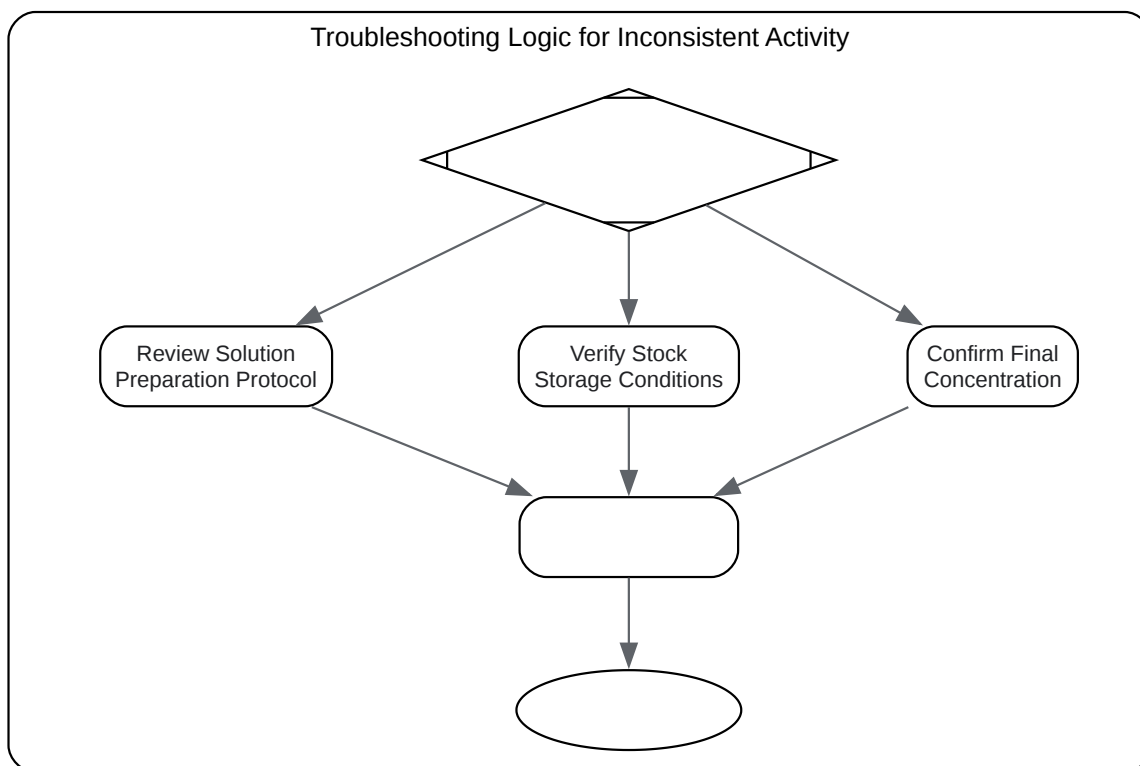 Troubleshooting Logic for Inconsistent Activity
Review Solution
Preparation Protocol
Verify Stock
Storage Conditions
Confirm Final
Concentration